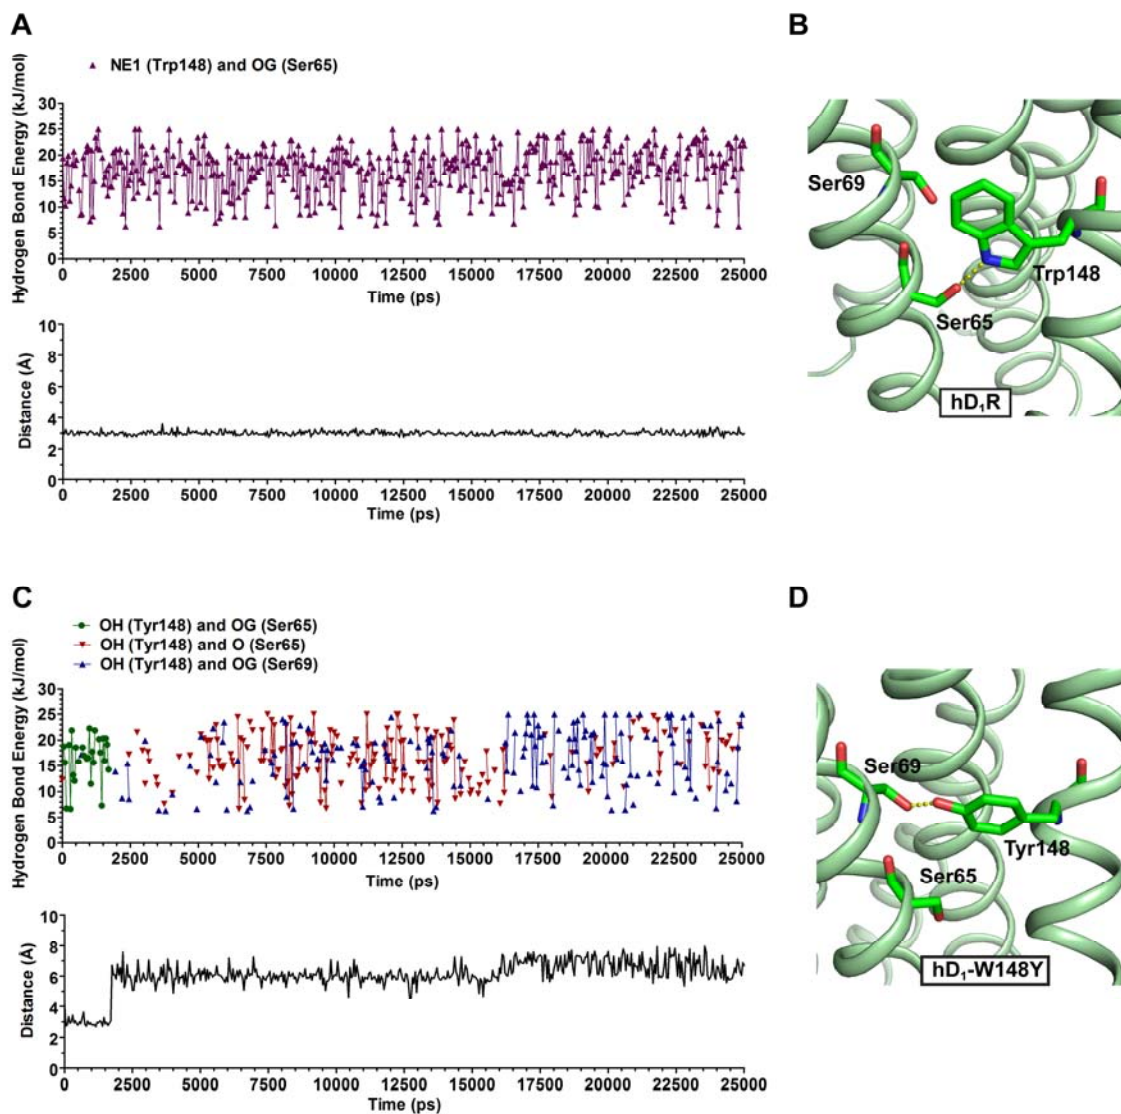 A
NE1 (Trp148) and OG (Ser65)
Hydrogen Bond Energy (kJ/mol)
30
25
20
15
10
5
0
0 2500 5000 7500 10000 12500 15000 17500 20000 22500 25000
Time (ps)
Distance (Å)
10
8
6
4
2
0
0 2500 5000 7500 10000 12500 15000 17500 20000 22500 25000
Time (ps)
B
Ser69
Trp148
Ser65
hD₁R
C
OH (Tyr148) and OG (Ser65)
OH (Tyr148) and O (Ser65)
OH (Tyr148) and OG (Ser69)
Hydrogen Bond Energy (kJ/mol)
30
25
20
15
10
5
0
0 2500 5000 7500 10000 12500 15000 17500 20000 22500 25000
Time (ps)
Distance (Å)
10
8
6
4
2
0
0 2500 5000 7500 10000 12500 15000 17500 20000 22500 25000
Time (ps)
D
Ser69
Tyr148
Ser65
hD₁-W148Y